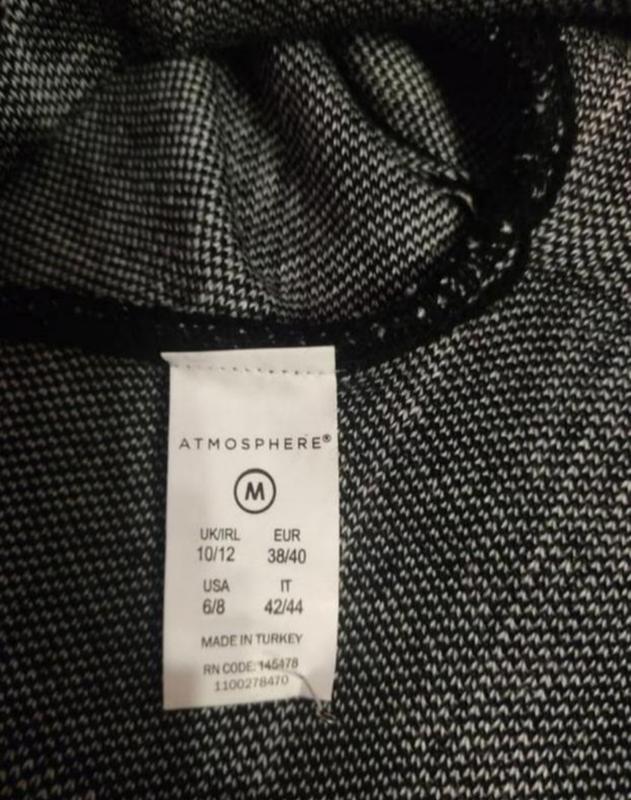 ATMOSPHERE®
M
UK/IRL EUR
10/12 38/40
USA IT
6/8 42/44
MADE IN TURKEY
RN CODE: 145178
1100278470